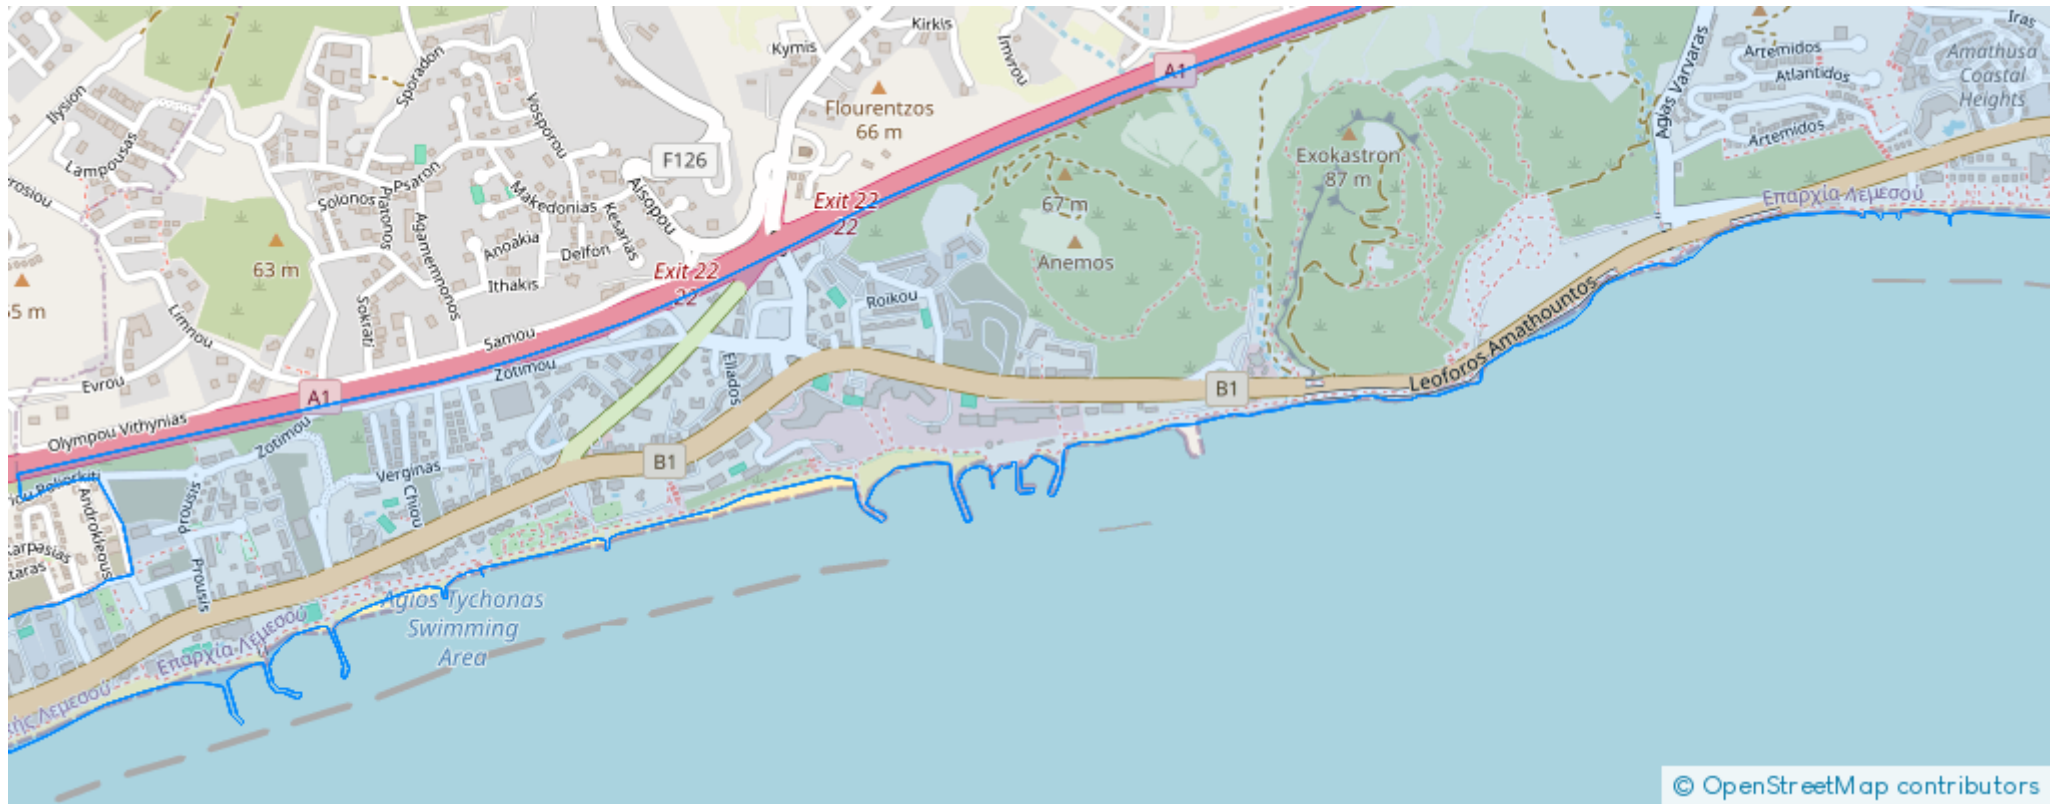 Kirkis
Kymis
Imvrou
Iras
Artemidos
Amathusa
Coastal
Heights
Atlantidos
Agias Varvaras
Artemidos
Ilysion
Sporadon
Vosporou
A1
Flourentzos
66 m
Lampousas
F126
Exokastron
87 m
Psaron
Makedonias
Aisopou
Kesarias
Solonos
Agamemnonos
Exit 22
22
67 m
Επαρχία Λεμεσού
Anoakia
Delfon
63 m
Anemos
Exit 22
22
Ithakis
Roikou
5 m
Limnou
Sokrati
Samou
Leoforos Amathountos
Zotimou
Ellados
Evrou
A1
B1
Olympou Vithynias
Zotimou
B1
Verginas
Chiou
Androkleous
Prousis
Prousis
Agios Tychonas
Swimming
Area
Επαρχία Λεμεσού
Λεμεσού
© OpenStreetMap contributors